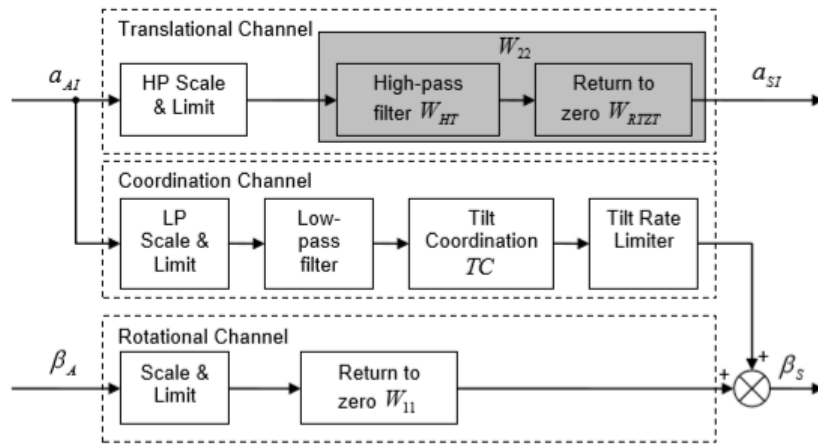 Translational Channel
W22
a_AI
HP Scale
& Limit
High-pass
filter W_HT
Return to
zero W_RTZT
a_SI
Coordination Channel
LP
Scale &
Limit
Low-
pass
filter
Tilt
Coordination
TC
Tilt Rate
Limiter
Rotational Channel
β_A
Scale &
Limit
Return to
zero W11
+
+
β_S